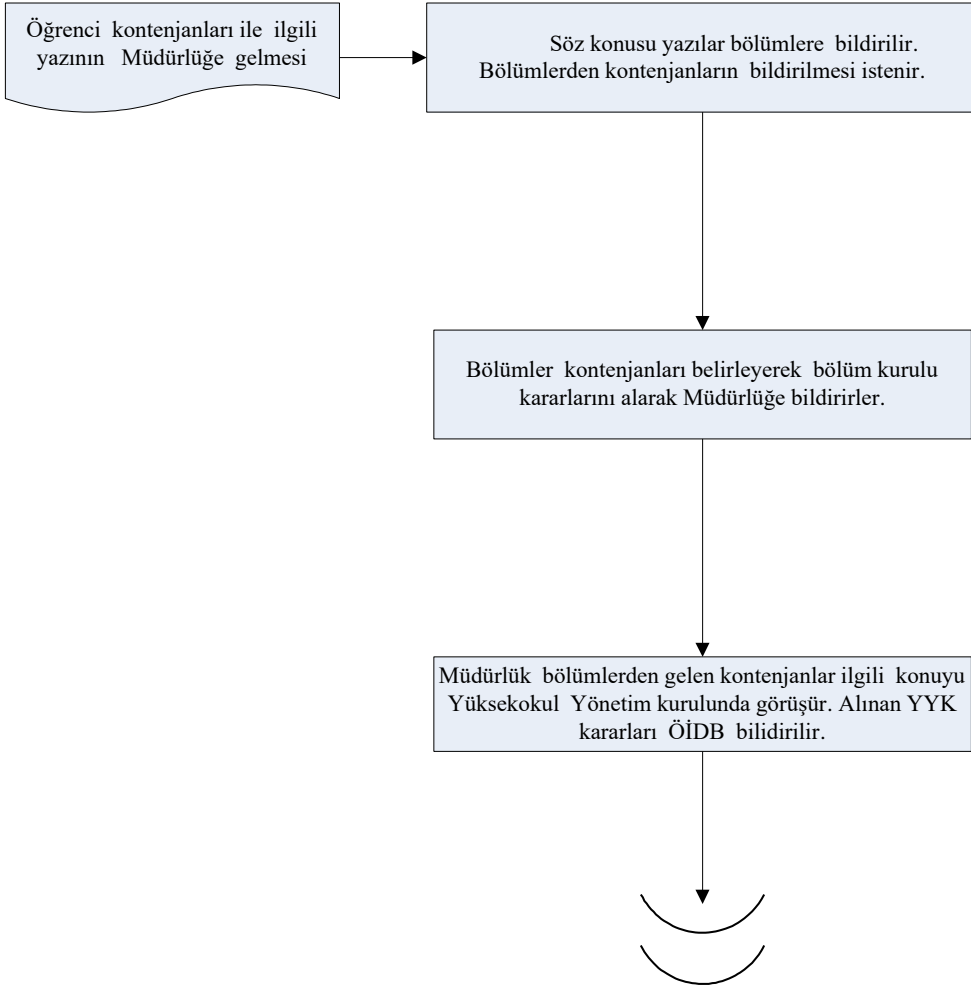 Öğrenci kontenjanları ile ilgili
yazının Müdürlüğe gelmesi
Söz konusu yazılar bölümlere bildirilir.
Bölümlerden kontenjanların bildirilmesi istenir.
Bölümler kontenjanları belirleyerek bölüm kurulu
kararlarını alarak Müdürlüğe bildirirler.
Müdürlük bölümlerden gelen kontenjanlar ilgili konuyu
Yüksekokul Yönetim kurulunda görüşür. Alınan YYK
kararları ÖİDB bilidirilir.